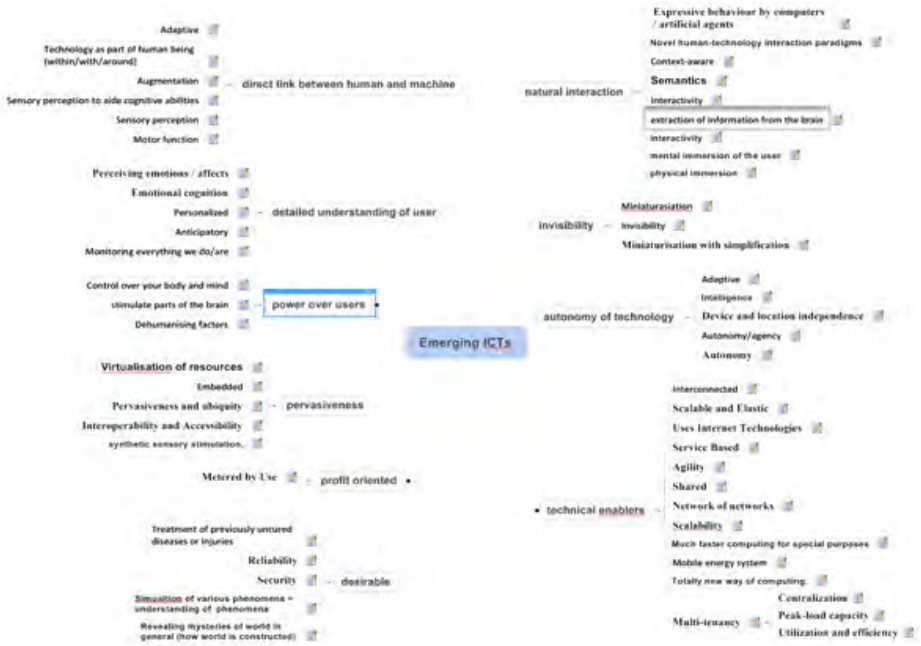 Adaptive
Technology as part of human being
(within/with/around)
Augmentation
Sensory perception to aide cognitive abilities
Sensory perception
Motor function
direct link between human and machine
Perceiving emotions / affects
Emotional cognition
Personalized
Anticipatory
Monitoring everything we do/are
detailed understanding of user
Control over your body and mind
stimulate parts of the brain
Dehumanising factors
power over users
Virtualisation of resources
Embedded
Pervasiveness and ubiquity
Interoperability and Accessibility
synthetic sensory stimulation.
pervasiveness
Metered by Use
profit oriented
Treatment of previously uncured
diseases or injuries
Reliability
Security
Simualtion of various phenomena =
understanding of phenomena
Revealing mysteries of world in
general (how world is constructed)
desirable
Emerging ICTs
natural interaction
Expressive behaviour by computers
/ artificial agents
Novel human-technology interaction paradigms
Context-aware
Semantics
Interactivity
extraction of information from the brain
Interactivity
mental immersion of the user
physical immersion
invisibility
Miniaturasiation
Invisibility
Miniaturisation with simplification
autonomy of technology
Adaptive
Intelligence
Device and location independence
Autonomy/agency
Autonomy
technical enablers
Interconnected
Scalable and Elastic
Uses Internet Technologies
Service Based
Agility
Shared
Network of networks
Scalability
Much faster computing for special purposes
Mobile energy system
Totally new way of computing.
Multi-tenancy
Centralization
Peak-load capacity
Utilization and efficiency